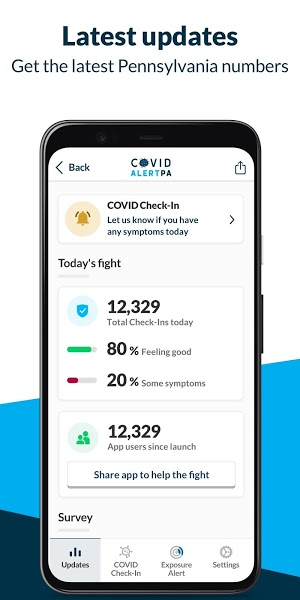 Latest updates
Get the latest Pennsylvania numbers
Back
COVID
ALERTPA
COVID Check-In
Let us know if you have
any symptoms today
Today's fight
12,329
Total Check-Ins today
80 % Feeling good
20 % Some symptoms
12,329
App users since launch
Share app to help the fight
Survey
Updates
COVID
Check-In
Exposure
Alert
Settings